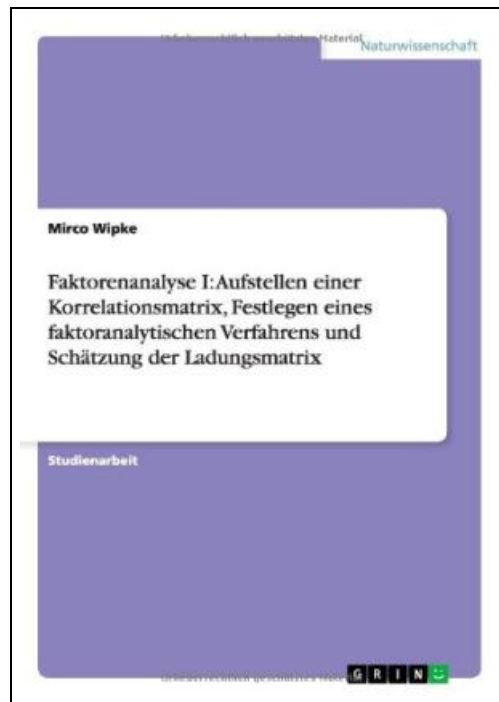 Naturwissenschaft
Mirco Wipke
Faktorenanalyse I: Aufstellen einer
Korrelationsmatrix, Festlegen eines
faktoranalytischen Verfahrens und
Schätzung der Ladungsmatrix
Studienarbeit
GRIN